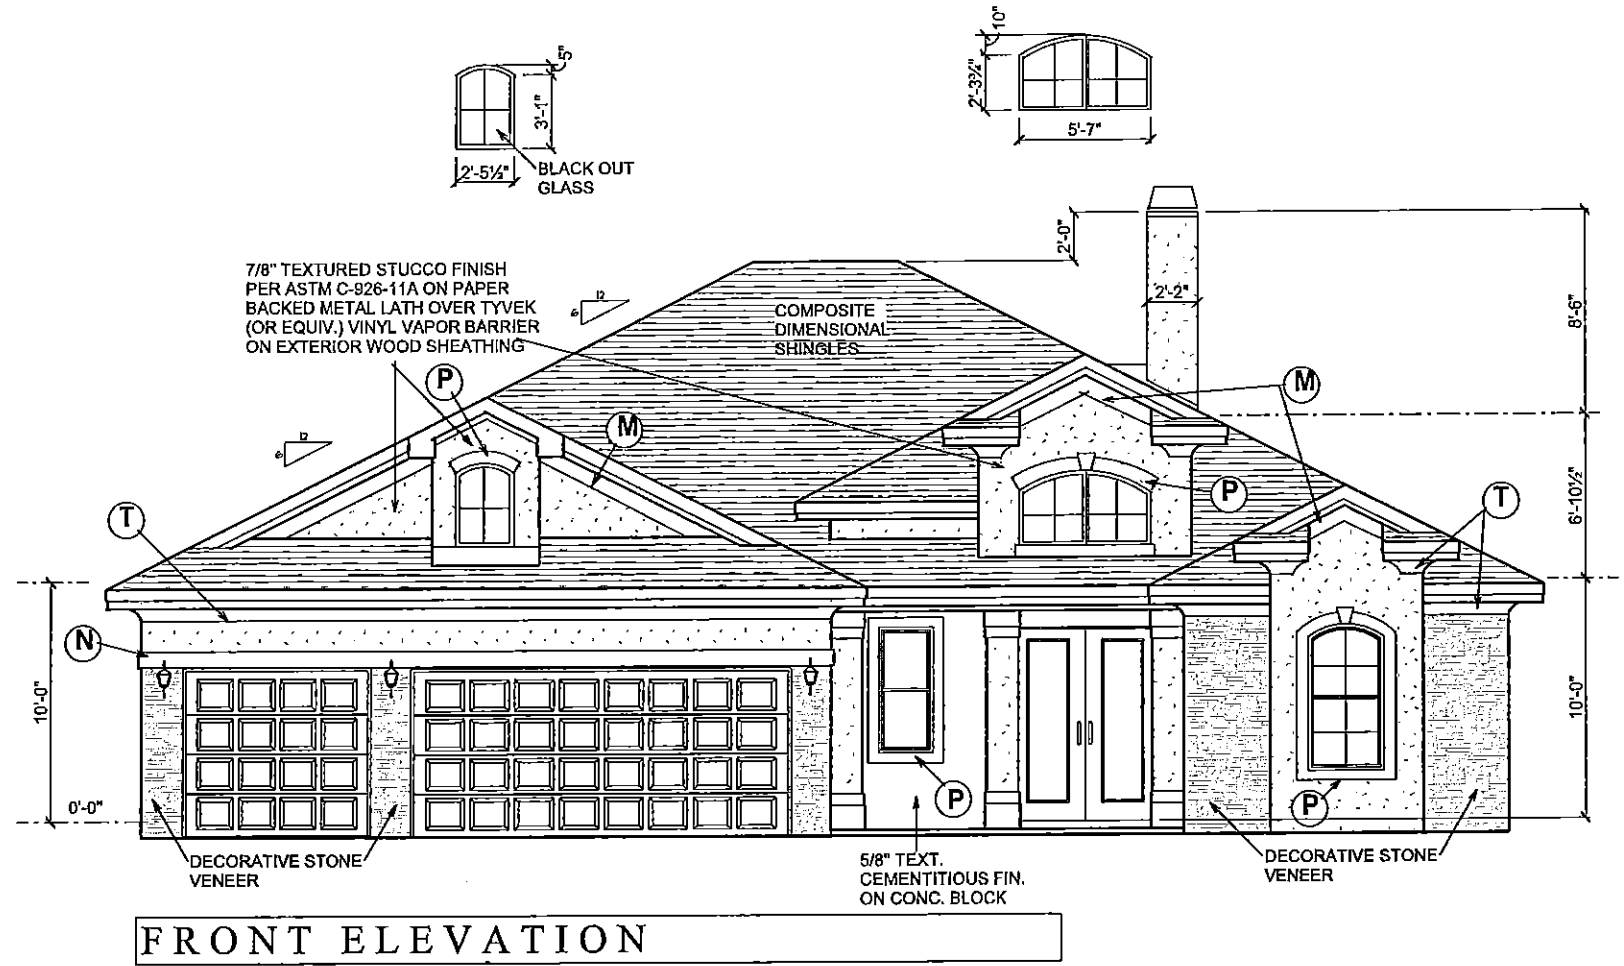 10"
2'-3¾"
5'-7"
5"
3'-1"
2'-5½"
BLACK OUT
GLASS
2'-0"
7/8" TEXTURED STUCCO FINISH
PER ASTM C-926-11A ON PAPER
BACKED METAL LATH OVER TYVEK
(OR EQUIV.) VINYL VAPOR BARRIER
ON EXTERIOR WOOD SHEATHING
12
6
COMPOSITE
DIMENSIONAL
SHINGLES
2'-2"
8'-6"
P
M
M
12
6
6'-10½"
P
T
T
N
10'-0"
10'-0"
0'-0"
P
P
DECORATIVE STONE
VENEER
5/8" TEXT.
CEMENTITIOUS FIN.
ON CONC. BLOCK
DECORATIVE STONE
VENEER
FRONT ELEVATION